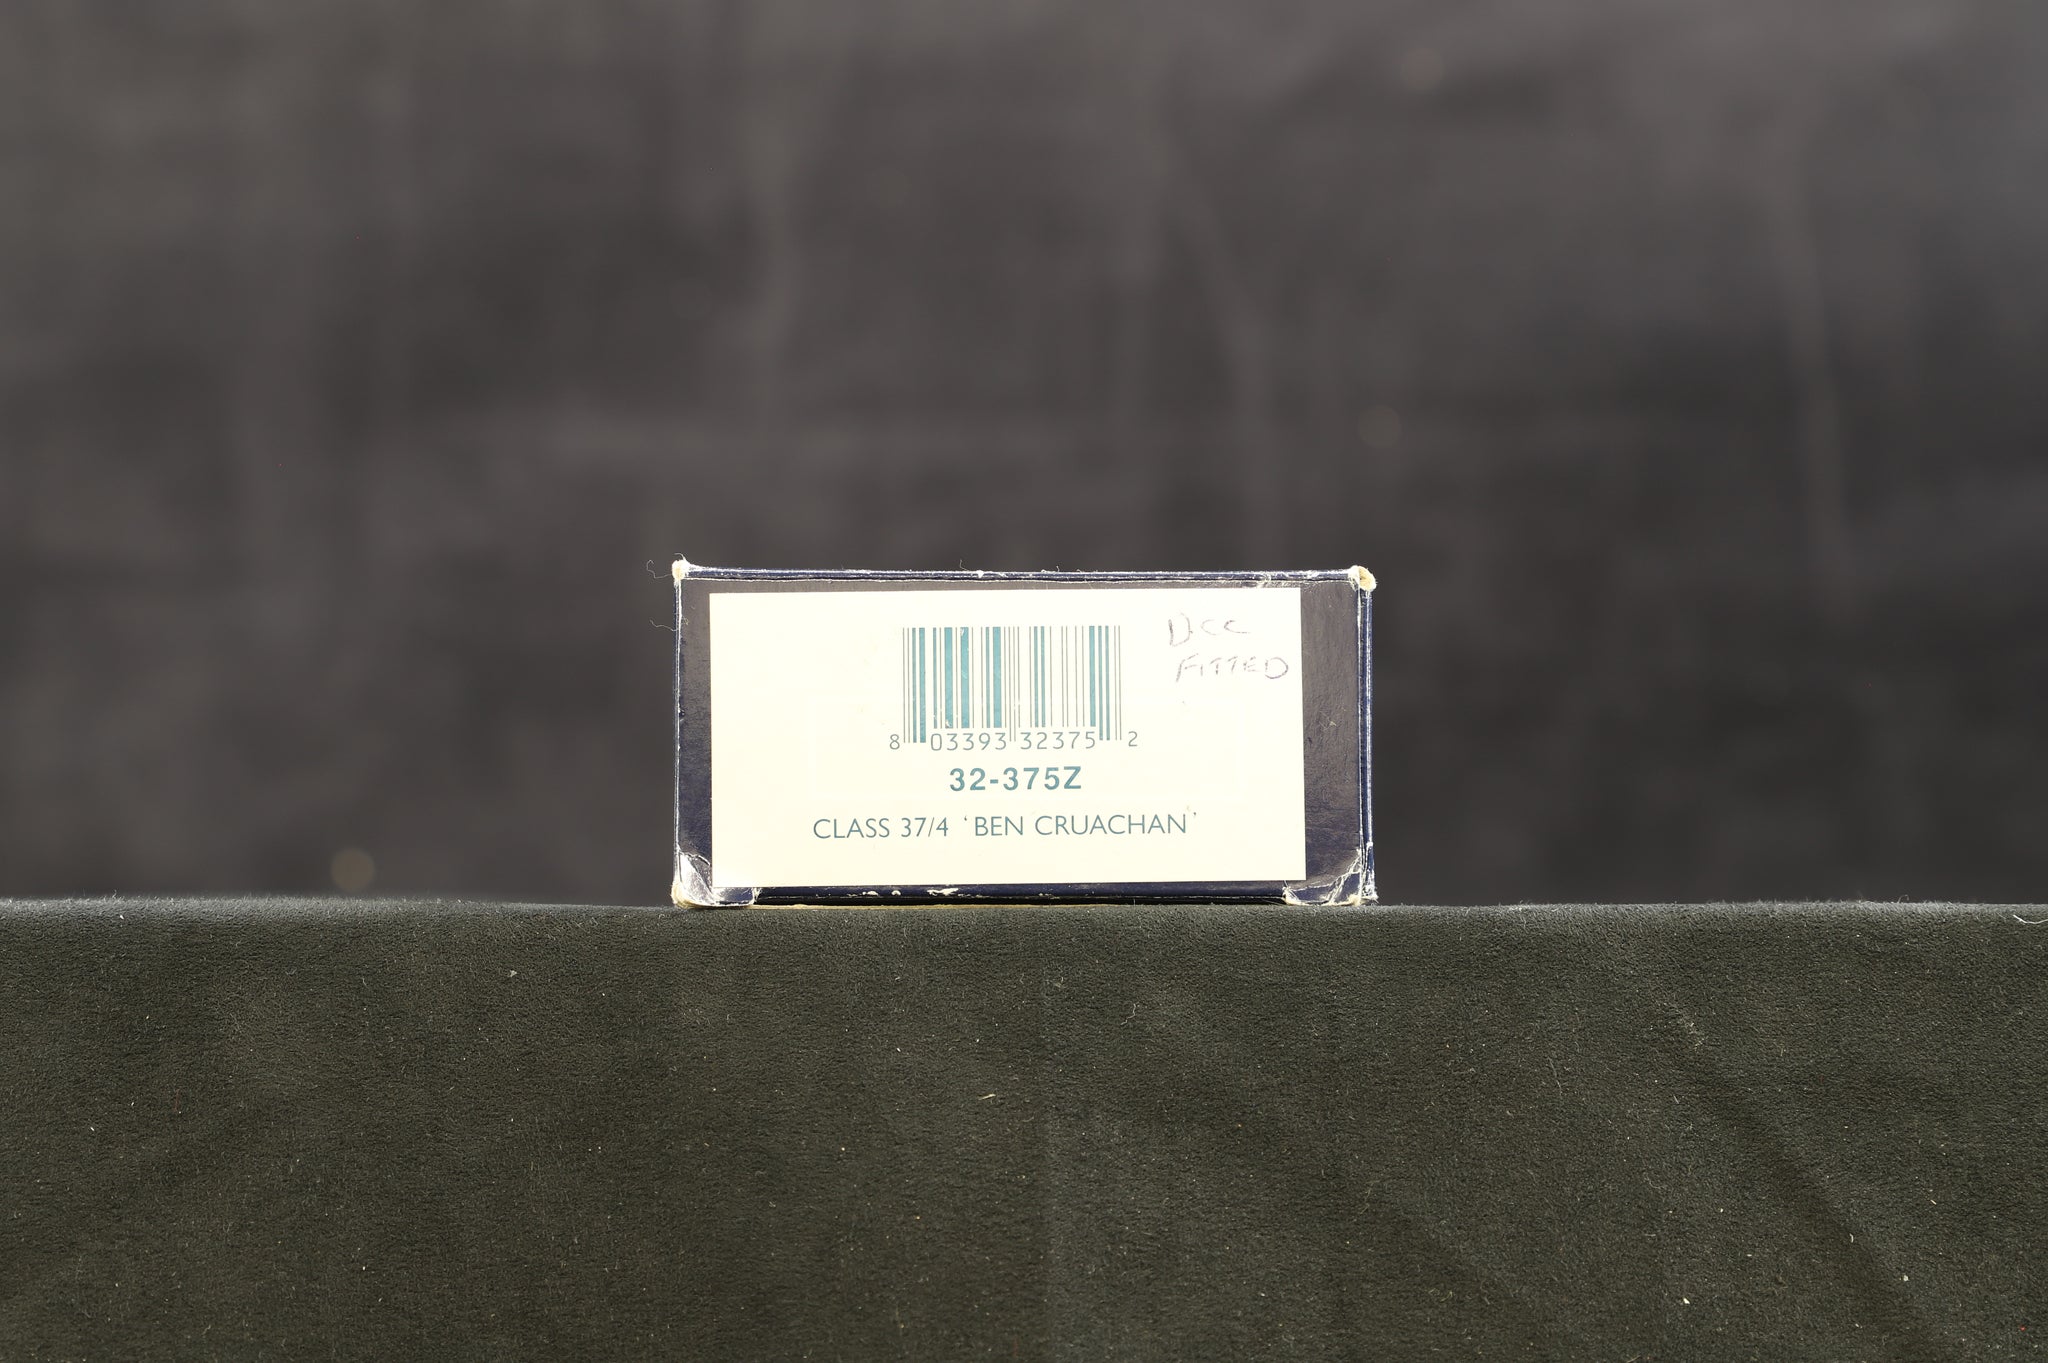 DCC
FITTED
8 03393 32375 2
32-375Z
CLASS 37/4 'BEN CRUACHAN'